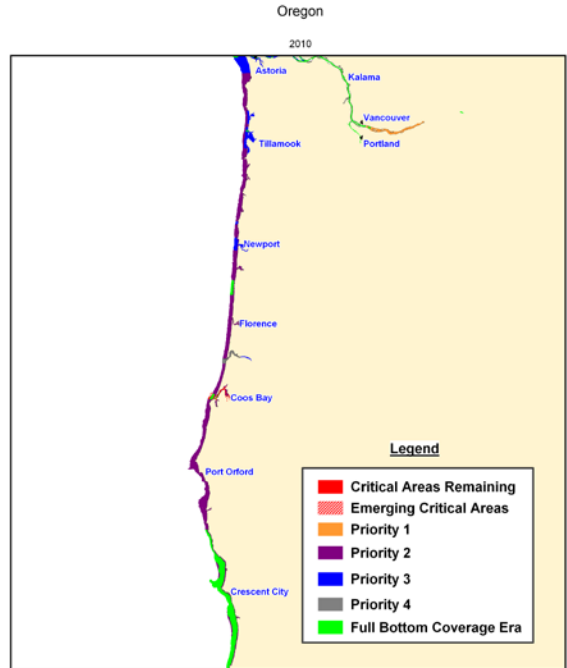 Oregon
2010
Astoria
Kalama
Vancouver
Portland
Tillamook
Newport
Florence
Coos Bay
Port Orford
Crescent City
Legend
Critical Areas Remaining
Emerging Critical Areas
Priority 1
Priority 2
Priority 3
Priority 4
Full Bottom Coverage Era